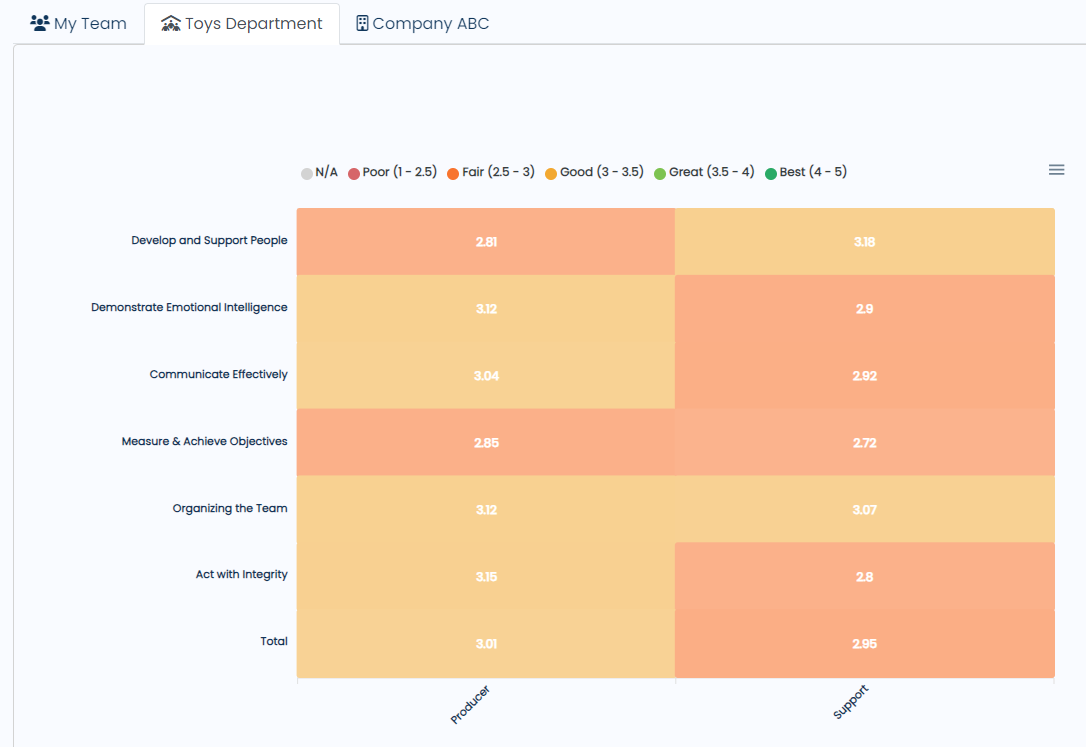 My Team Toys Department Company ABC
N/A Poor (1 - 2.5) Fair (2.5 - 3) Good (3 - 3.5) Great (3.5 - 4) Best (4 - 5)
Develop and Support People 2.81 3.18
Demonstrate Emotional Intelligence 3.12 2.9
Communicate Effectively 3.04 2.92
Measure & Achieve Objectives 2.85 2.72
Organizing the Team 3.12 3.07
Act with Integrity 3.15 2.8
Total 3.01 2.95
Producer Support